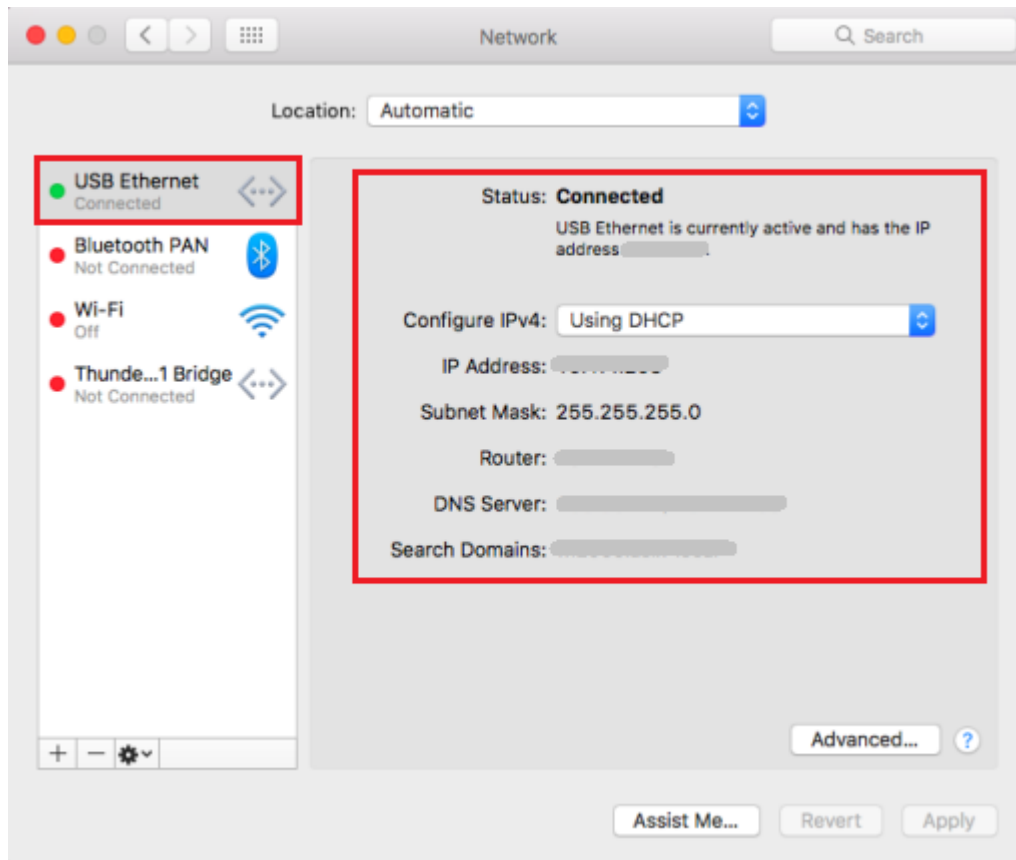 Network
Search
Location: Automatic
USB Ethernet
Connected
Bluetooth PAN
Not Connected
Wi-Fi
Off
Thunde...1 Bridge
Not Connected
Status: Connected
USB Ethernet is currently active and has the IP
address .
Configure IPv4: Using DHCP
IP Address:
Subnet Mask: 255.255.255.0
Router:
DNS Server:
Search Domains:
Advanced... ?
Assist Me... Revert Apply